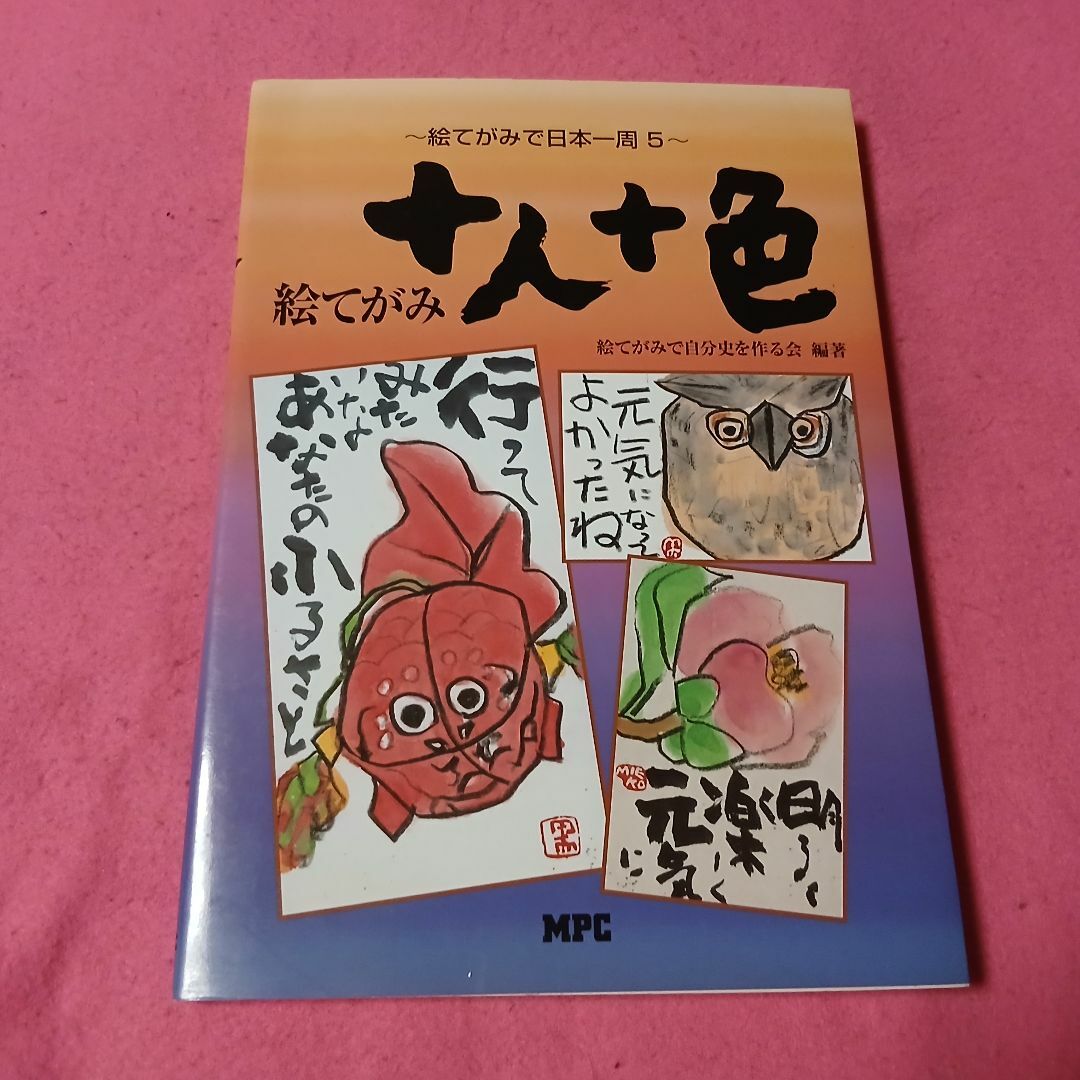 ～絵てがみで日本一周 5～
十人十色
絵てがみ
絵てがみで自分史を作る会 編著
行って
みた
いなよ
あなたの
ふるさと
元気になって
よかったね
MIEKO
明るく
楽しく
元気に
MPC